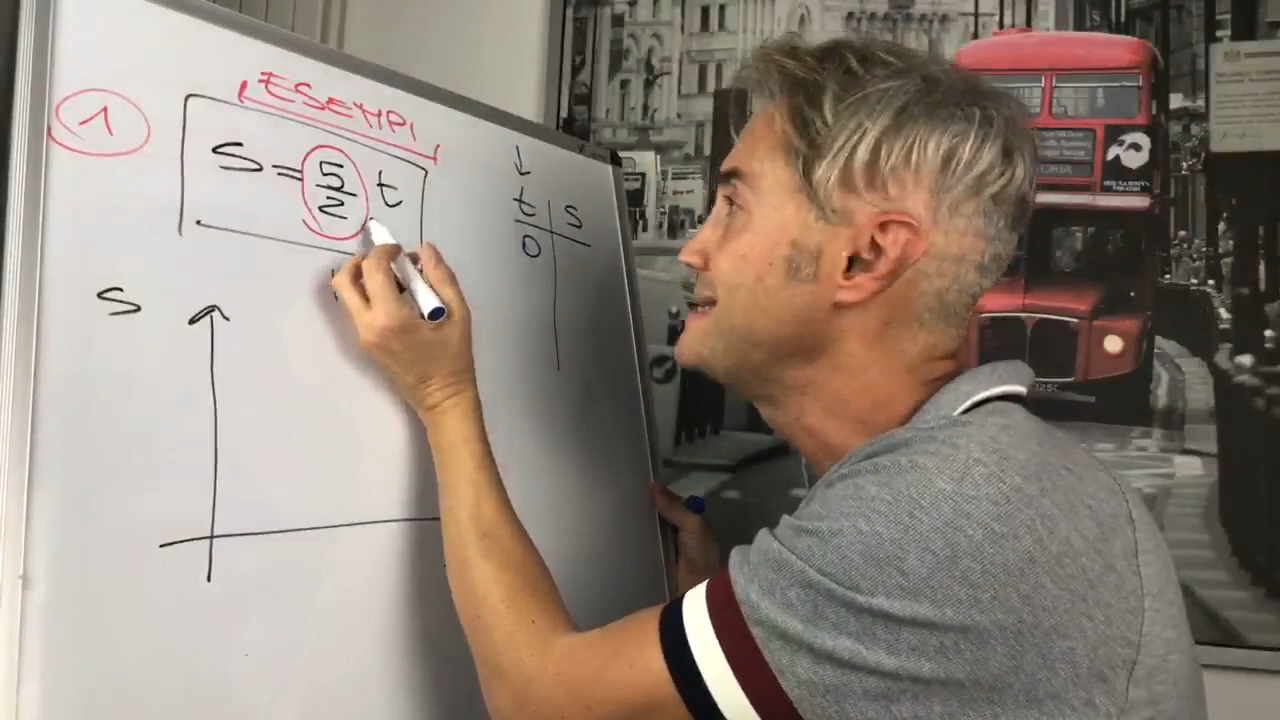 ESEMPI
1
S = 5/2 t
t S
0
S